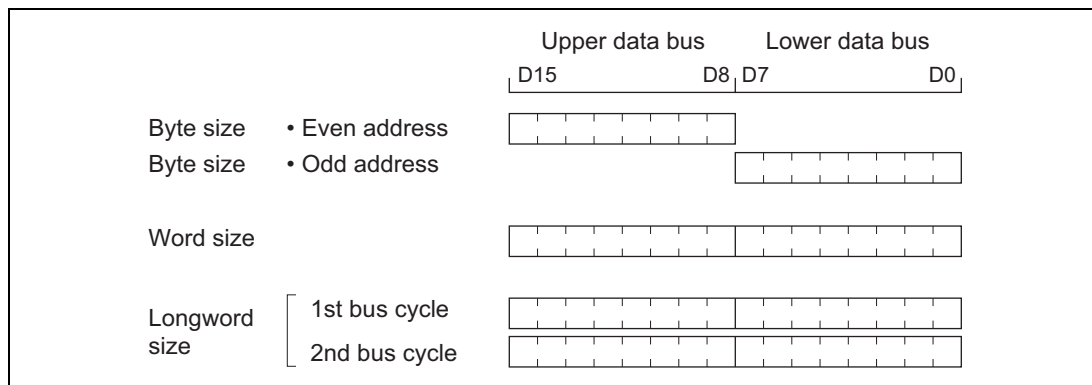 Upper data bus Lower data bus
D15 D8 D7 D0
Byte size • Even address
Byte size • Odd address
Word size
Longword size
1st bus cycle
2nd bus cycle